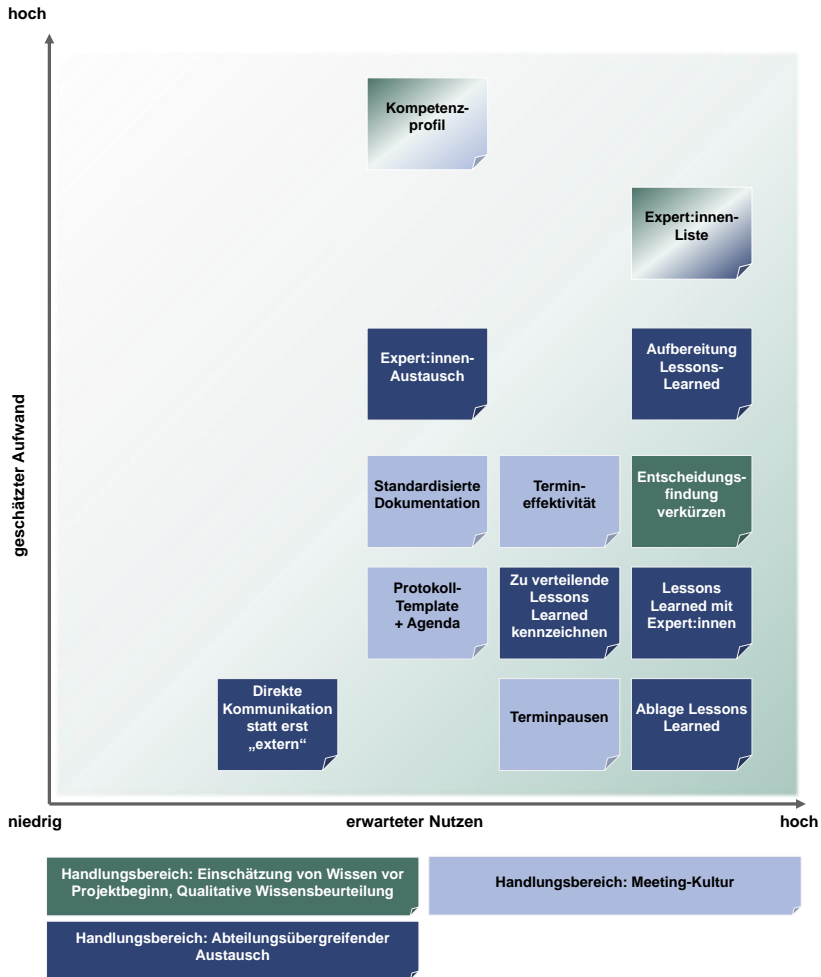 hoch
Kompetenz-
profil
Expert:innen-
Liste
Expert:innen-
Austausch
Aufbereitung
Lessons-
Learned
geschätzter Aufwand
Standardisierte
Dokumentation
Termin-
effektivität
Entscheidungs-
findung
verkürzen
Protokoll-
Template
+ Agenda
Zu verteilende
Lessons
Learned
kennzeichnen
Lessons
Learned mit
Expert:innen
Direkte
Kommunikation
statt erst
„extern“
Terminpausen
Ablage Lessons
Learned
niedrig
erwarteter Nutzen
hoch
Handlungsbereich: Einschätzung von Wissen vor
Projektbeginn, Qualitative Wissensbeurteilung
Handlungsbereich: Meeting-Kultur
Handlungsbereich: Abteilungsübergreifender
Austausch